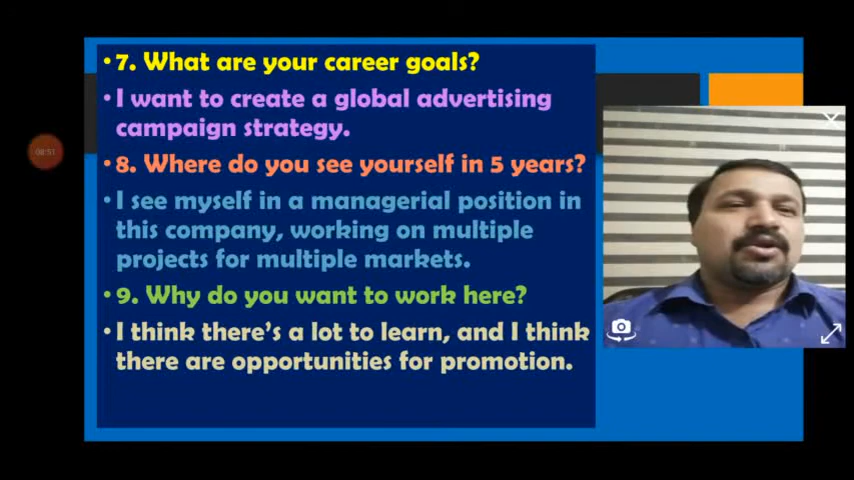 • 7. What are your career goals?
• I want to create a global advertising
campaign strategy.
• 8. Where do you see yourself in 5 years?
• I see myself in a managerial position in
this company, working on multiple
projects for multiple markets.
• 9. Why do you want to work here?
• I think there's a lot to learn, and I think
there are opportunities for promotion.
08:51